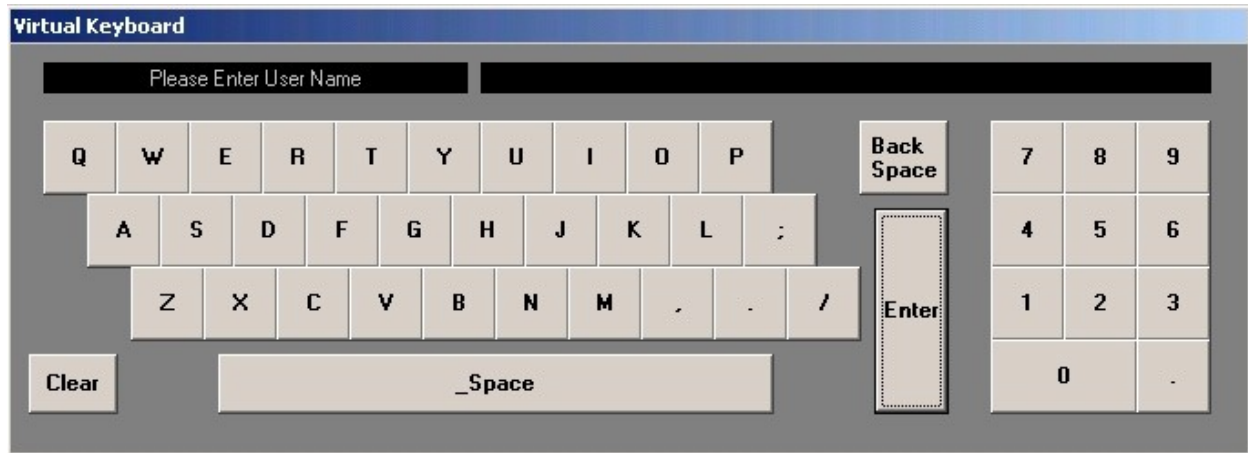 Virtual Keyboard
Please Enter User Name
Q W E R T Y U I O P Back Space 7 8 9
A S D F G H J K L ; 4 5 6
Z X C V B N M , . / Enter 1 2 3
Clear _Space 0 .